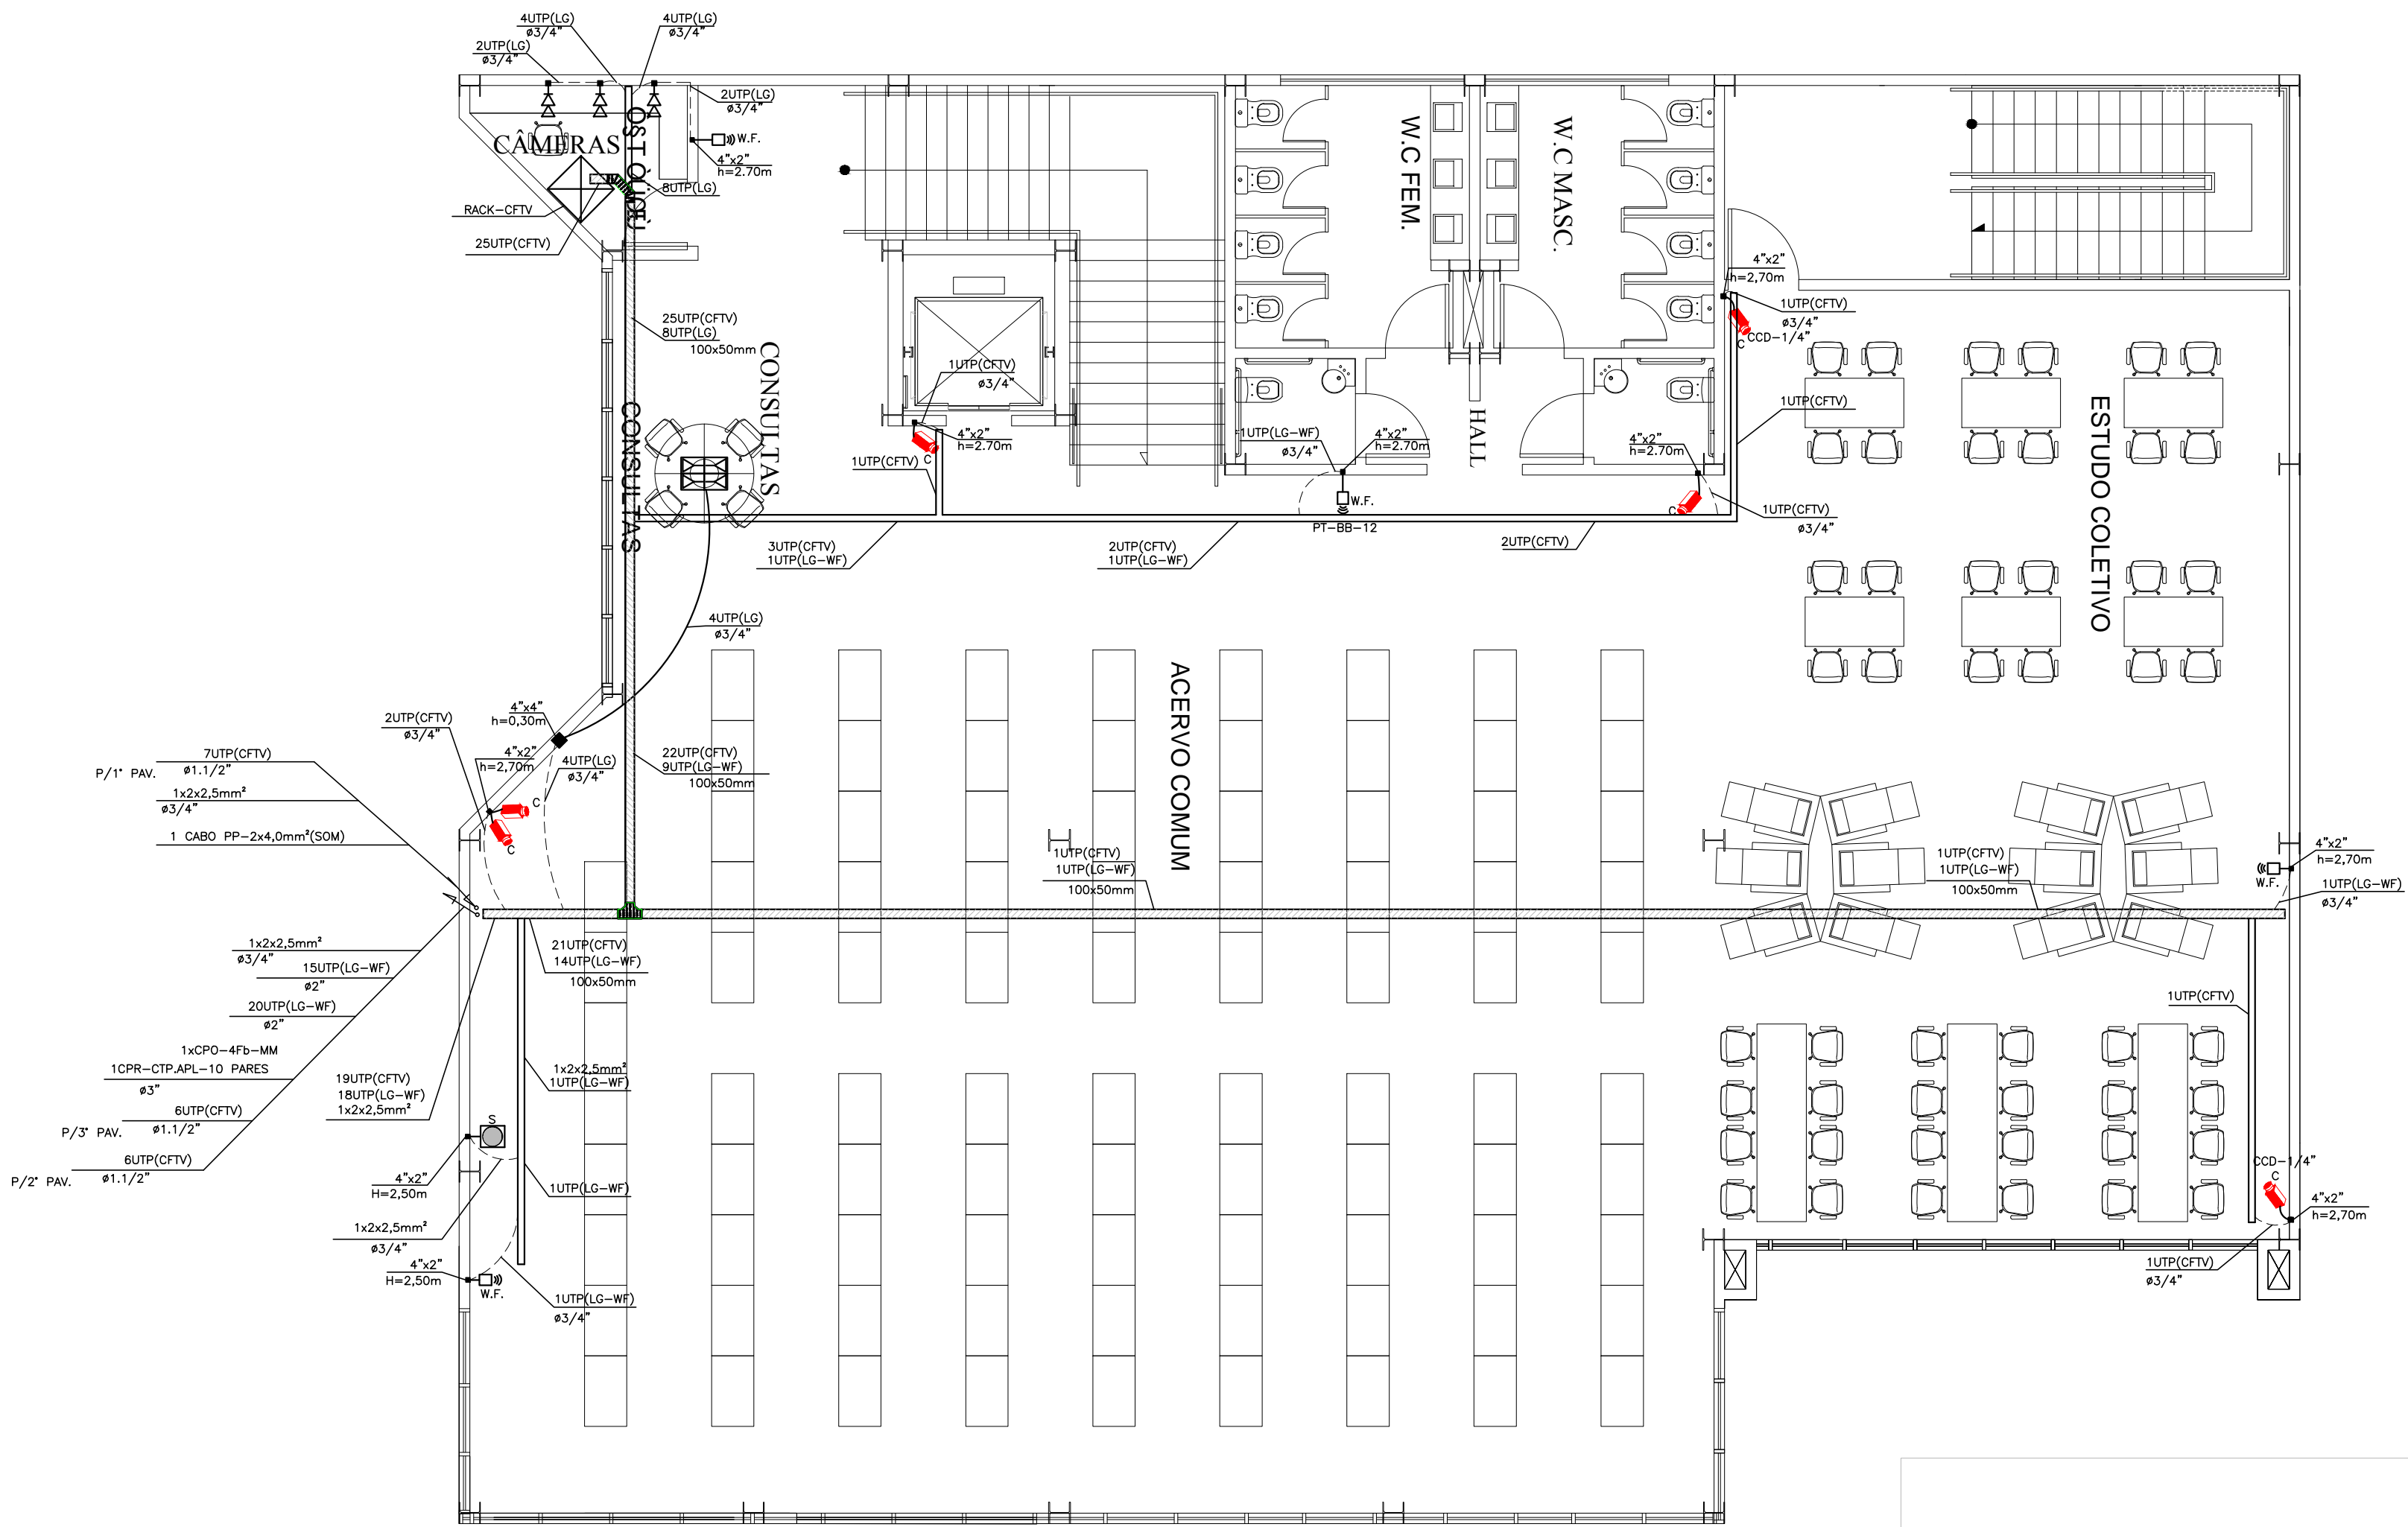 4UTP(LG)
ø3/4"
4UTP(LG)
ø3/4"
2UTP(LG)
ø3/4"
2UTP(LG)
ø3/4"
W.F.
4"x2"
h=2.70m
CÂMERAS
8UTP(LG)
RACK-CFTV
25UTP(CFTV)
25UTP(CFTV)
8UTP(LG)
100x50mm
CONSULTAS
CONSULTAS
1UTP(CFTV)
ø3/4"
4"x2"
h=2.70m
C
1UTP(CFTV)
W.C FEM.
W.C MASC.
HALL
1UTP(LG-WF)
ø3/4"
4"x2"
h=2.70m
W.F.
PT-BB-12
4"x2"
h=2.70m
C
1UTP(CFTV)
ø3/4"
4"x2"
h=2,70m
1UTP(CFTV)
ø3/4"
CCD-1/4"
C
1UTP(CFTV)
ESTUDO COLETIVO
3UTP(CFTV)
1UTP(LG-WF)
2UTP(CFTV)
1UTP(LG-WF)
2UTP(CFTV)
4UTP(LG)
ø3/4"
ACERVO COMUM
4"x4"
h=0,30m
2UTP(CFTV)
ø3/4"
4"x2"
h=2,70m
4UTP(LG)
ø3/4"
C
C
22UTP(CFTV)
9UTP(LG-WF)
100x50mm
7UTP(CFTV)
P/1° PAV.
ø1.1/2"
1x2x2,5mm²
ø3/4"
1 CABO PP-2x4,0mm²(SOM)
1UTP(CFTV)
1UTP(LG-WF)
100x50mm
1UTP(CFTV)
1UTP(LG-WF)
100x50mm
4"x2"
h=2,70m
W.F.
1UTP(LG-WF)
ø3/4"
1x2x2,5mm²
ø3/4"
15UTP(LG-WF)
ø2"
20UTP(LG-WF)
ø2"
1xCPO-4Fb-MM
1CPR-CTP.APL-10 PARES
ø3"
6UTP(CFTV)
P/3° PAV.
ø1.1/2"
6UTP(CFTV)
P/2° PAV.
ø1.1/2"
21UTP(CFTV)
14UTP(LG-WF)
100x50mm
19UTP(CFTV)
18UTP(LG-WF)
1x2x2,5mm²
1x2x2,5mm²
1UTP(LG-WF)
S
4"x2"
H=2,50m
1UTP(LG-WF)
1x2x2,5mm²
ø3/4"
4"x2"
H=2,50m
W.F.
1UTP(LG-WF)
ø3/4"
1UTP(CFTV)
CCD-1/4"
C
4"x2"
h=2,70m
1UTP(CFTV)
ø3/4"